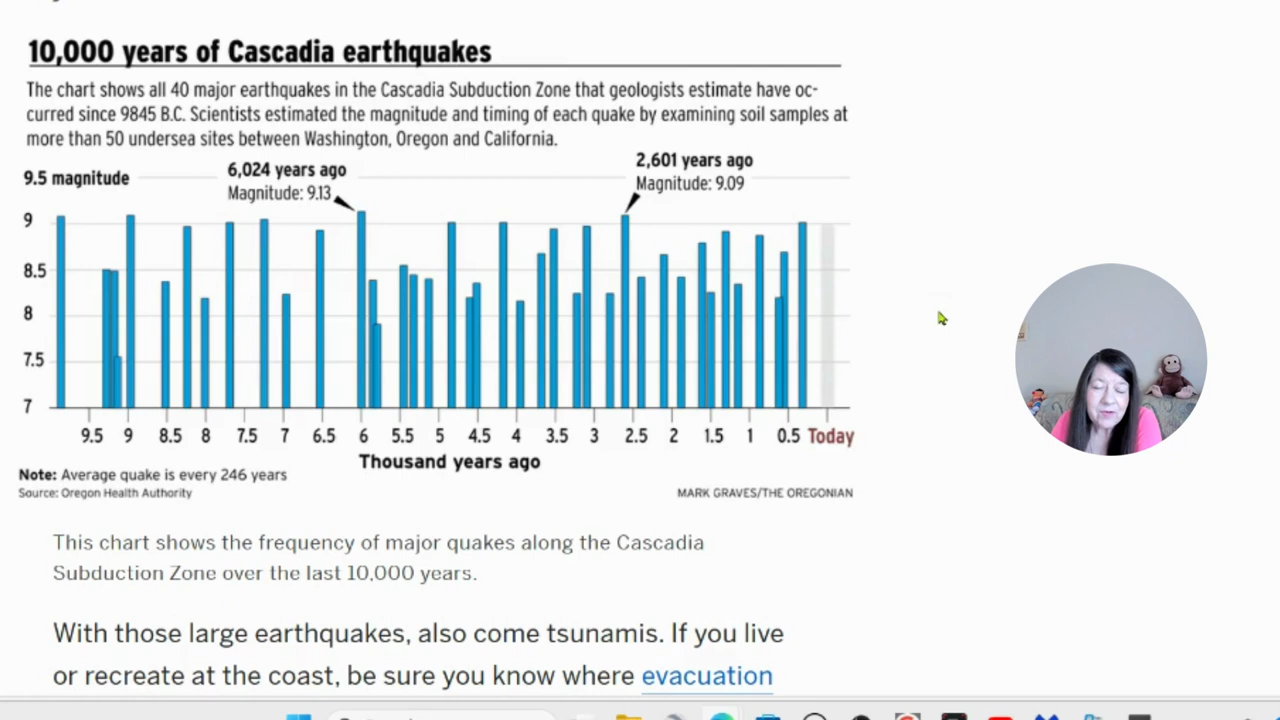 10,000 years of Cascadia earthquakes
The chart shows all 40 major earthquakes in the Cascadia Subduction Zone that geologists estimate have oc-
curred since 9845 B.C. Scientists estimated the magnitude and timing of each quake by examining soil samples at
more than 50 undersea sites between Washington, Oregon and California.
2,601 years ago
Magnitude: 9.09
6,024 years ago
Magnitude: 9.13
9.5 magnitude
9
8.5
8
7.5
7
9.5 9 8.5 8 7.5 7 6.5 6 5.5 5 4.5 4 3.5 3 2.5 2 1.5 1 0.5 Today
Thousand years ago
Note: Average quake is every 246 years
Source: Oregon Health Authority
MARK GRAVES/THE OREGONIAN
This chart shows the frequency of major quakes along the Cascadia
Subduction Zone over the last 10,000 years.
With those large earthquakes, also come tsunamis. If you live
or recreate at the coast, be sure you know where evacuation